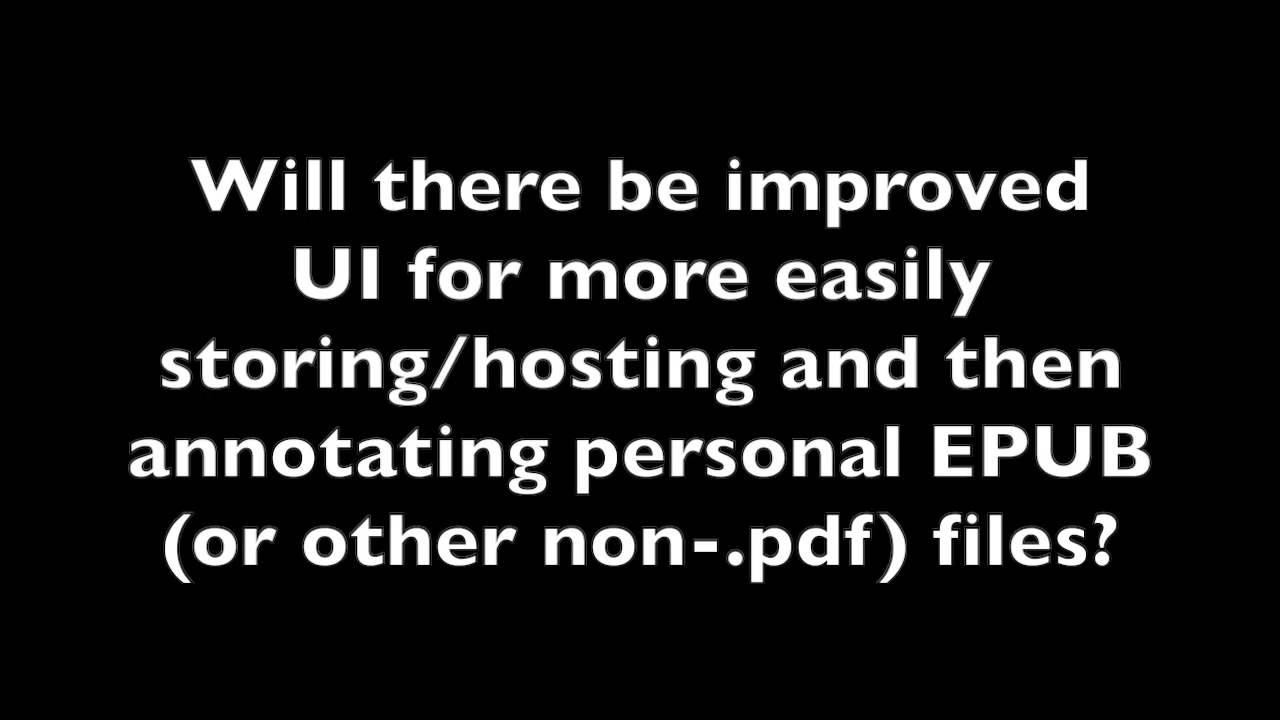 Will there be improved
UI for more easily
storing/hosting and then
annotating personal EPUB
(or other non-.pdf) files?